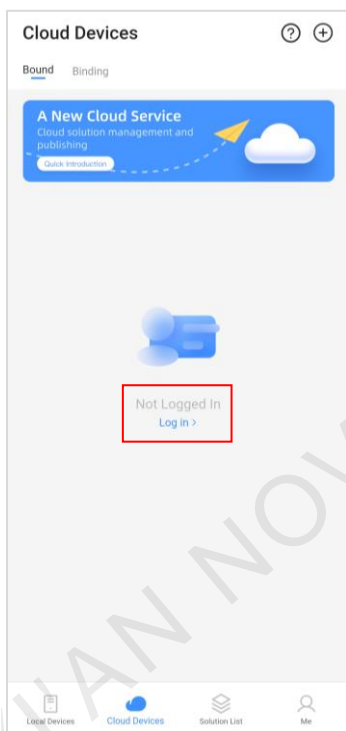 Cloud Devices
Bound Binding
A New Cloud Service
Cloud solution management and
publishing
Quick Introduction
Not Logged In
Log in >
Local Devices Cloud Devices Solution List Me